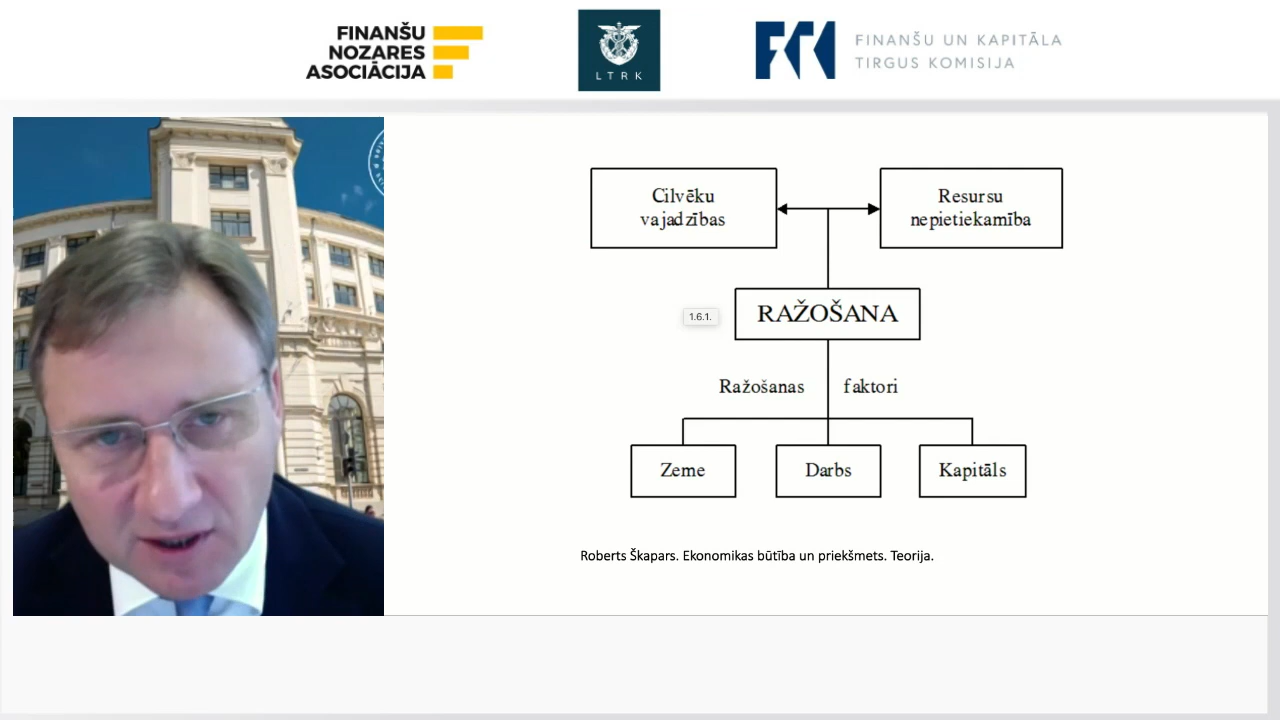 FINANŠU
NOZARES
ASOCIĀCIJA
LTRK
FINANŠU UN KAPITĀLA
TIRGUS KOMISIJA
Cilvēku
vajadzības
Resursu
nepietiekamība
1.6.1.
RAŽOŠANA
Ražošanas faktori
Zeme
Darbs
Kapitāls
Roberts Škapars. Ekonomikas būtība un priekšmets. Teorija.